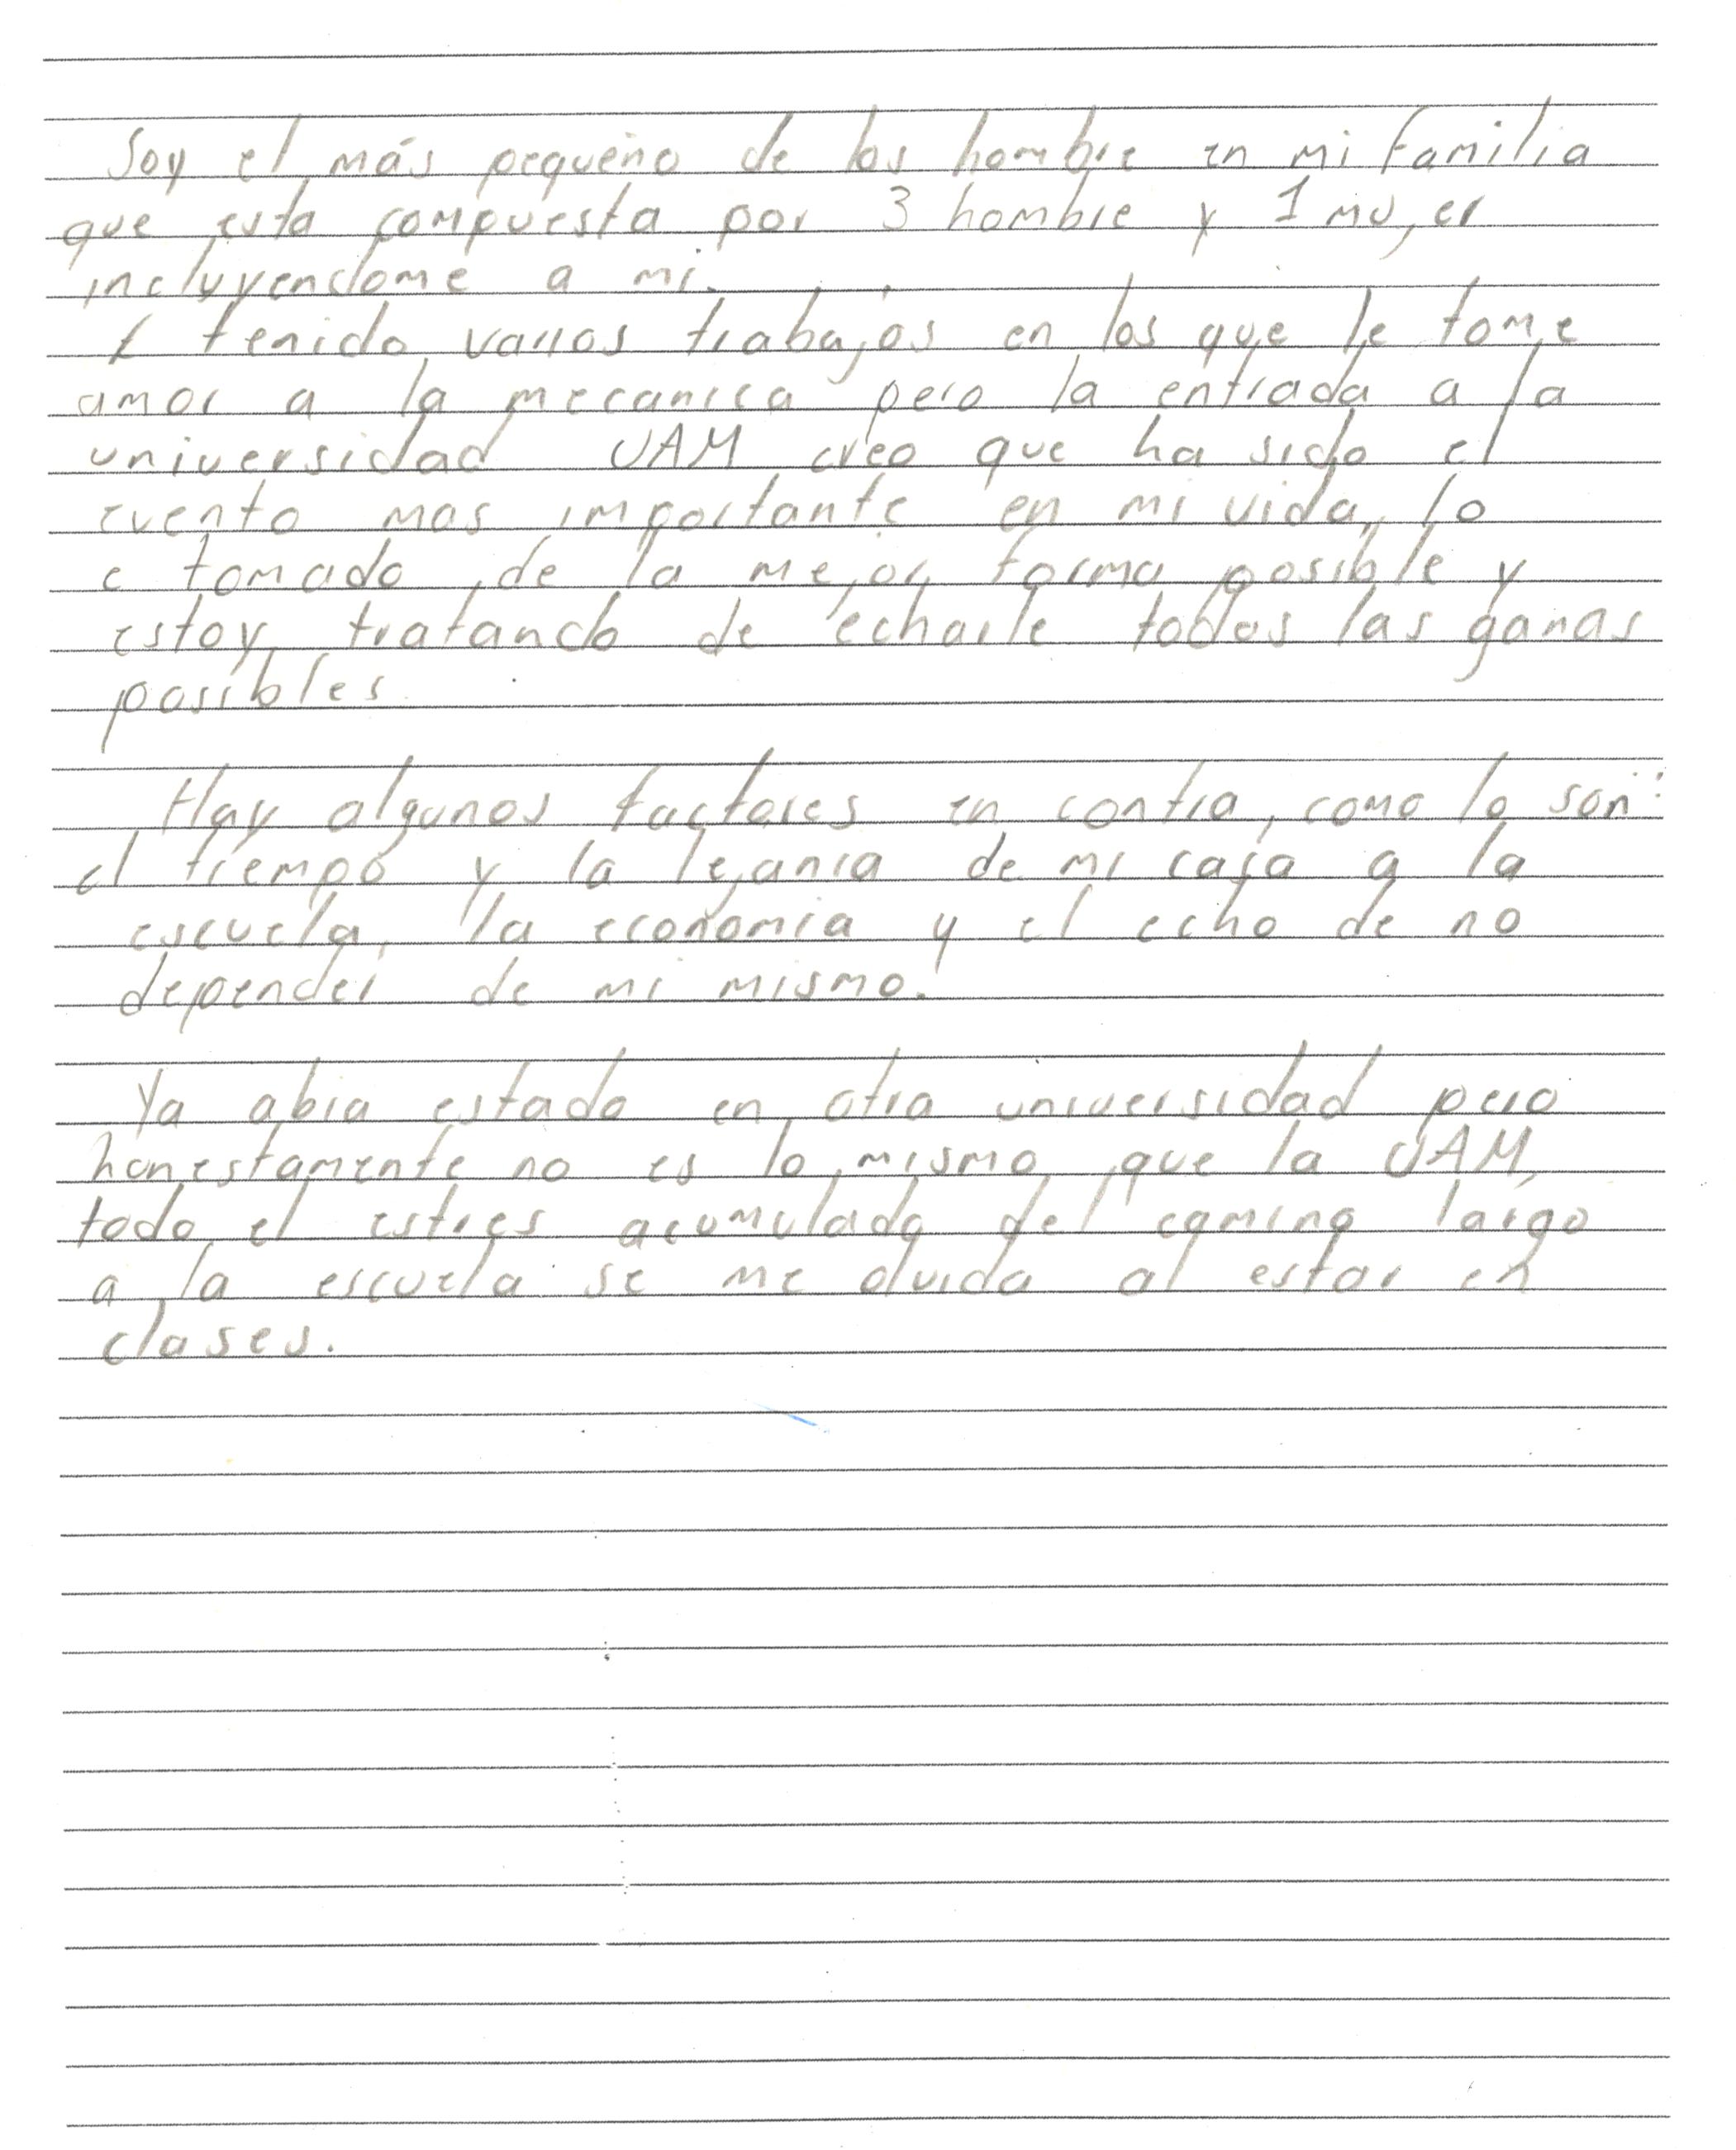 Soy el más pequeño de los hombre en mi familia
que esta compuesta por 3 hombre y 1 mujer
incluyendome a mi.
E tenido varios trabajos en los que le tome
amor a la mecanica pero la entrada a la
universidad UAM creo que ha sido el
evento mas importante en mi vida, lo
e tomado de la mejor forma posible y
estoy tratando de echarle todas las ganas
posibles
Hay algunos factores en contra, como lo son:
el tiempo y la lejania de mi casa a la
escuela, la economia y el echo de no
depender de mi mismo.
Ya abia estado en otra universidad pero
honestamente no es lo mismo que la UAM,
todo el estres acumulado del camino largo
a la escuela se me olvida al estar en
clases.